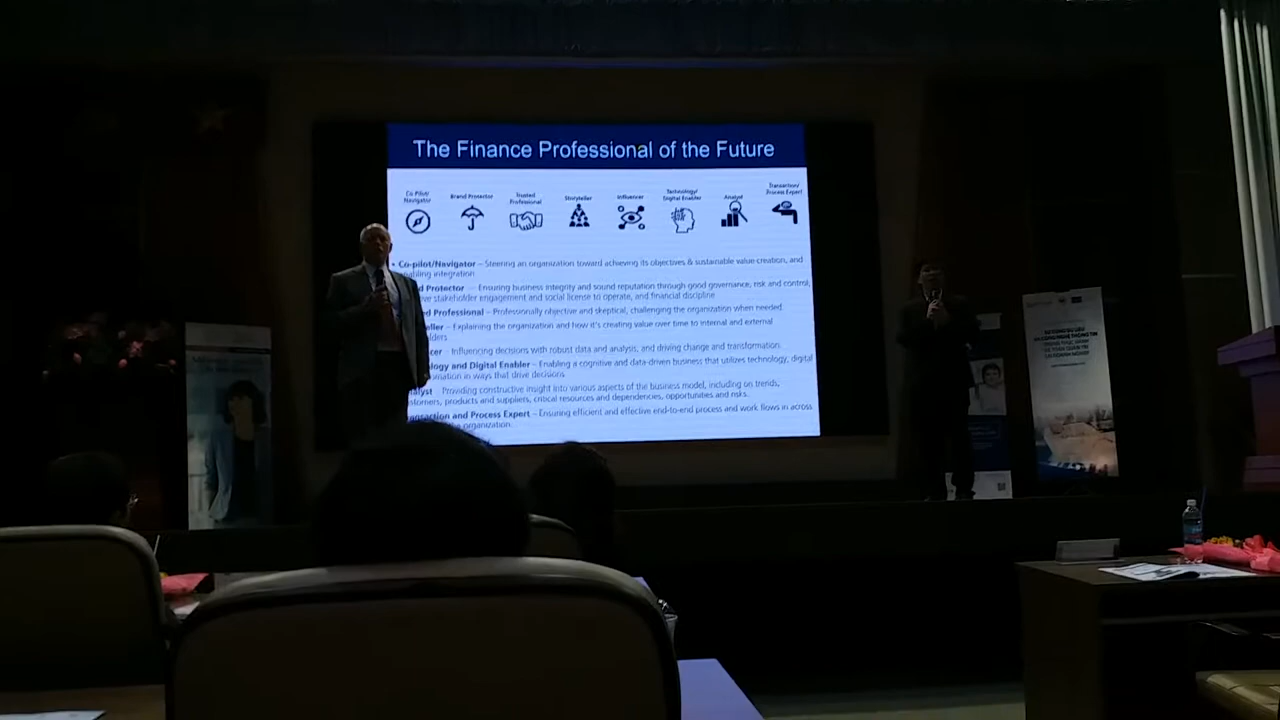 The Finance Professional of the Future
Co-Pilot/
Navigator
Brand Protector
Trusted
Professional
Storyteller
Influencer
Technology/
Digital Enabler
Analyst
Transaction/
Process Expert
• Co-pilot/Navigator – Steering an organization toward achieving its objectives & sustainable value creation, and
enabling integration
Protector – Ensuring business integrity and sound reputation through good governance, risk and control,
stakeholder engagement and social license to operate, and financial discipline
Professional – Professionally objective and skeptical, challenging the organization when needed
– Explaining the organization and how it's creating value over time to internal and external
– Influencing decisions with robust data and analysis, and driving change and transformation
and Digital Enabler – Enabling a cognitive and data-driven business that utilizes technology, digital
in ways that drive decisions
– Providing constructive insight into various aspects of the business model, including on trends,
customers, products and suppliers, critical resources and dependencies, opportunities and risks.
and Process Expert – Ensuring efficient and effective end-to-end process and work flows in across
organization.